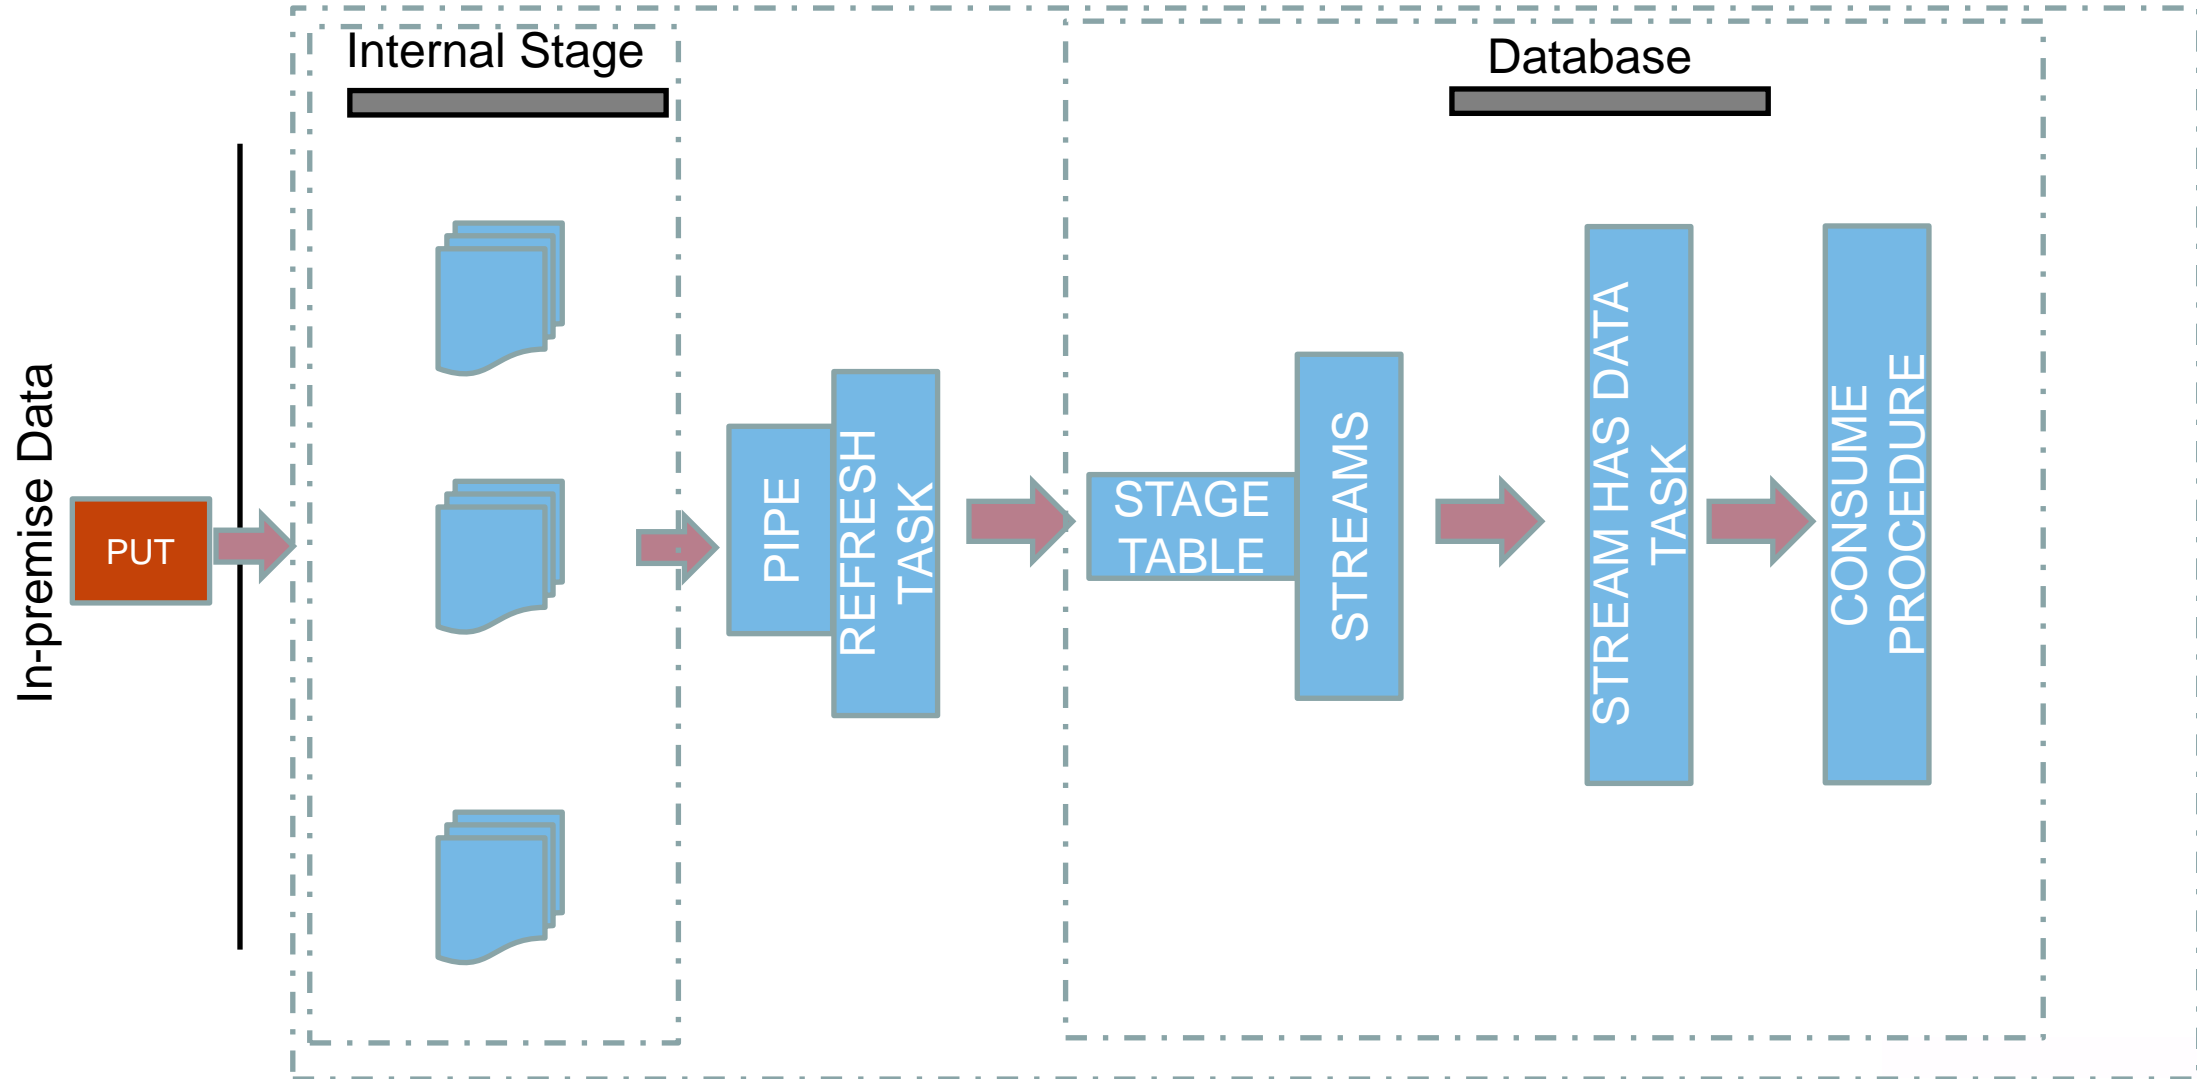 Internal Stage
Database
In-premise Data
PUT
PIPE
REFRESH
TASK
STAGE
TABLE
STREAMS
STREAM HAS DATA
TASK
CONSUME
PROCEDURE